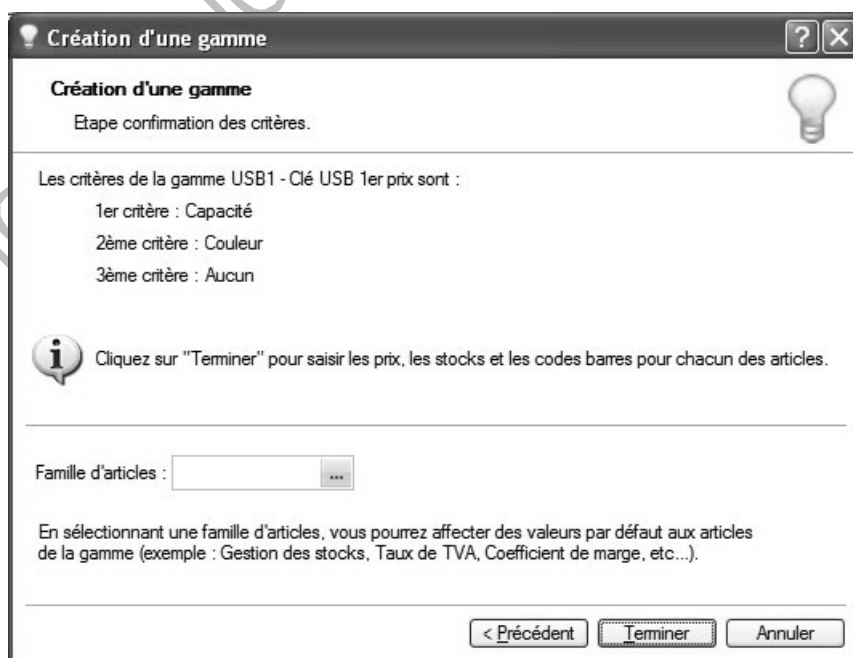 Création d'une gamme
Création d'une gamme
Etape confirmation des critères.
Les critères de la gamme USB1 - Clé USB 1er prix sont :
1er critère : Capacité
2ème critère : Couleur
3ème critère : Aucun
Cliquez sur "Terminer" pour saisir les prix, les stocks et les codes barres pour chacun des articles.
Famille d'articles : ...
En sélectionnant une famille d'articles, vous pourrez affecter des valeurs par défaut aux articles
de la gamme (exemple : Gestion des stocks, Taux de TVA, Coefficient de marge, etc...).
< Précédent Terminer Annuler